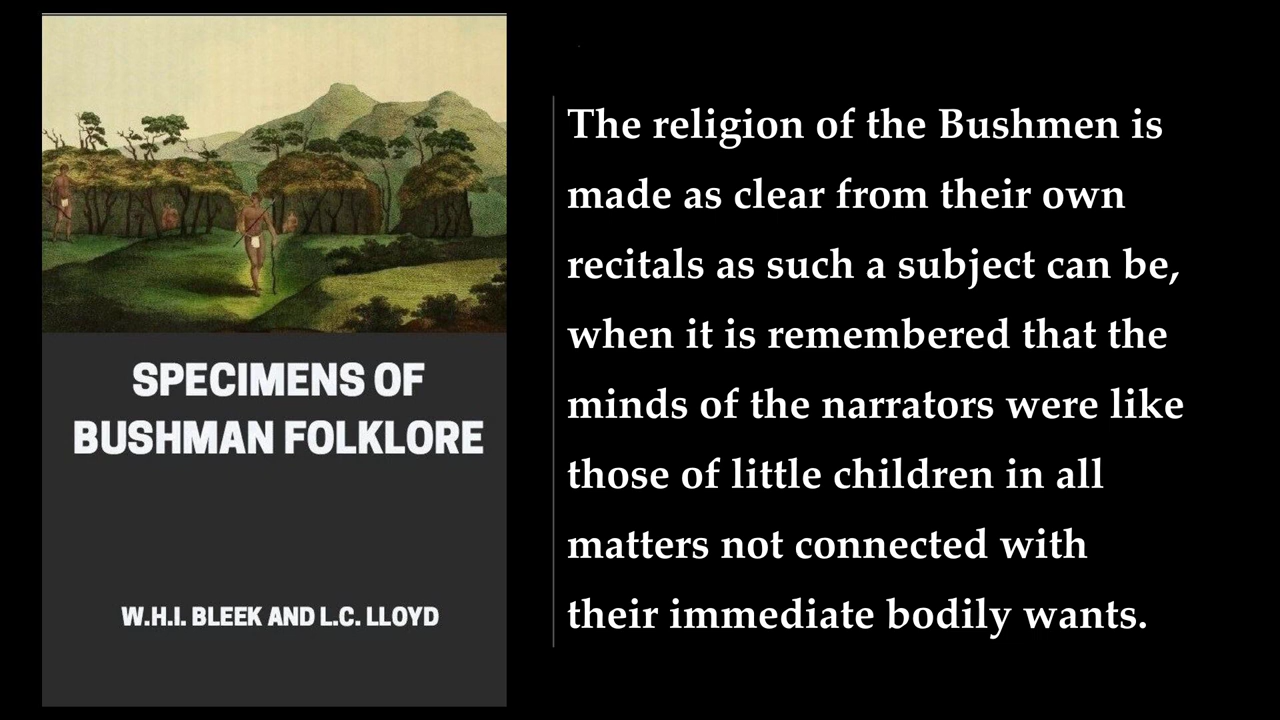 SPECIMENS OF
BUSHMAN FOLKLORE
W.H.I. BLEEK AND L.C. LLOYD
The religion of the Bushmen is
made as clear from their own
recitals as such a subject can be,
when it is remembered that the
minds of the narrators were like
those of little children in all
matters not connected with
their immediate bodily wants.